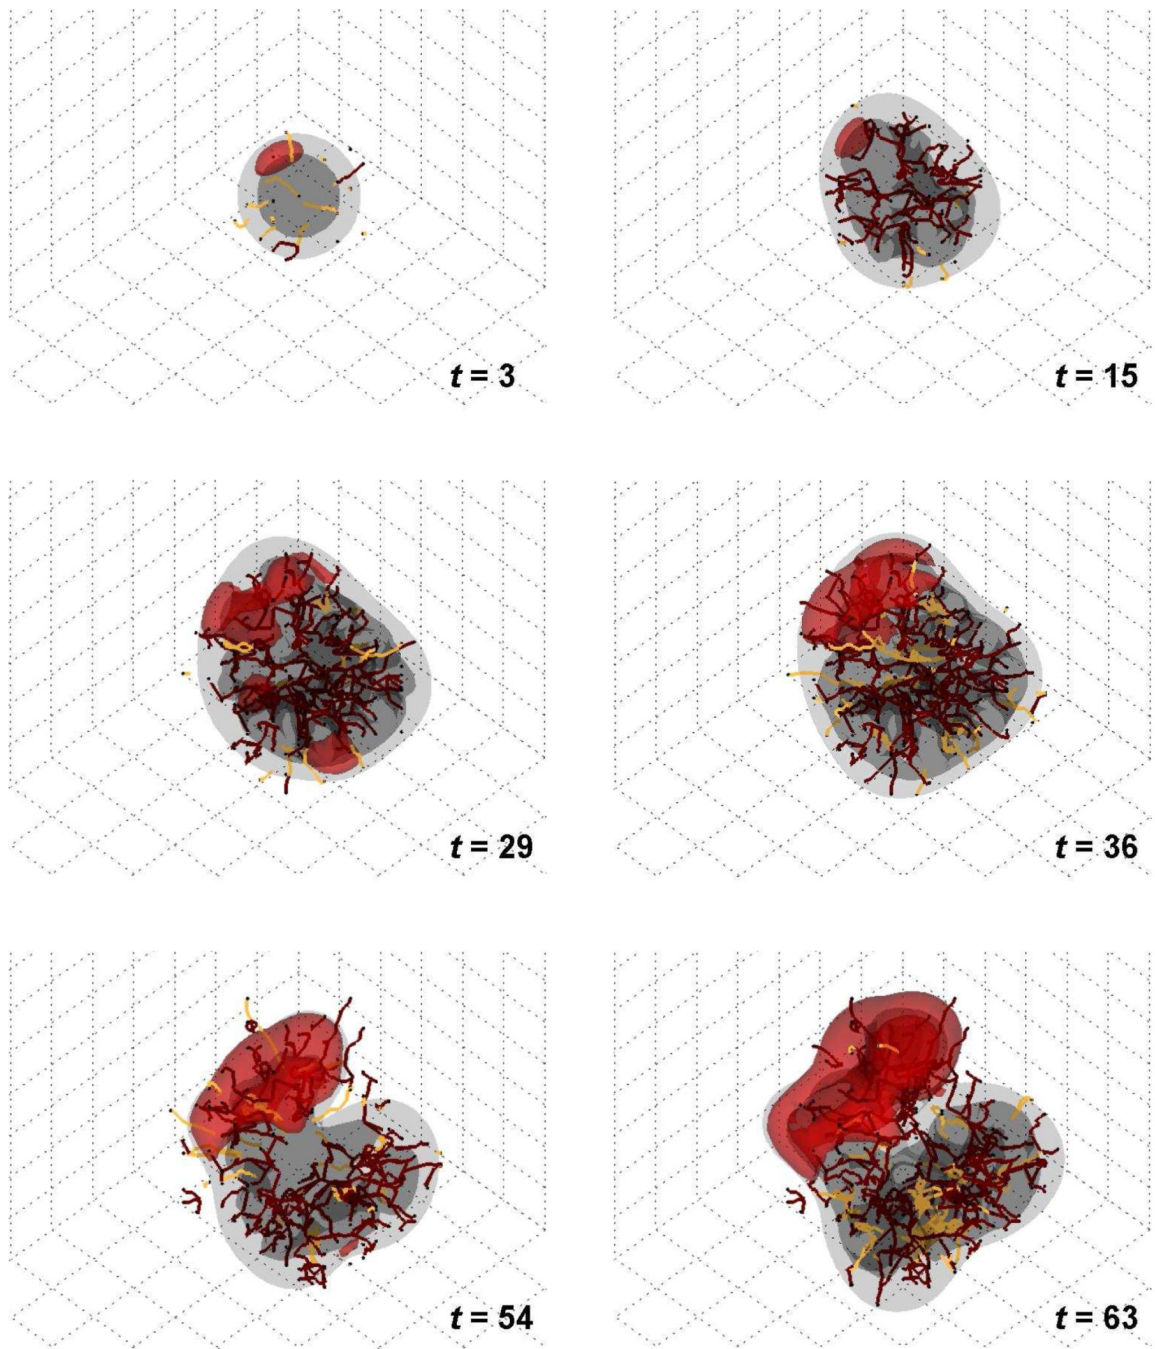 t = 3
t = 15
t = 29
t = 36
t = 54
t = 63